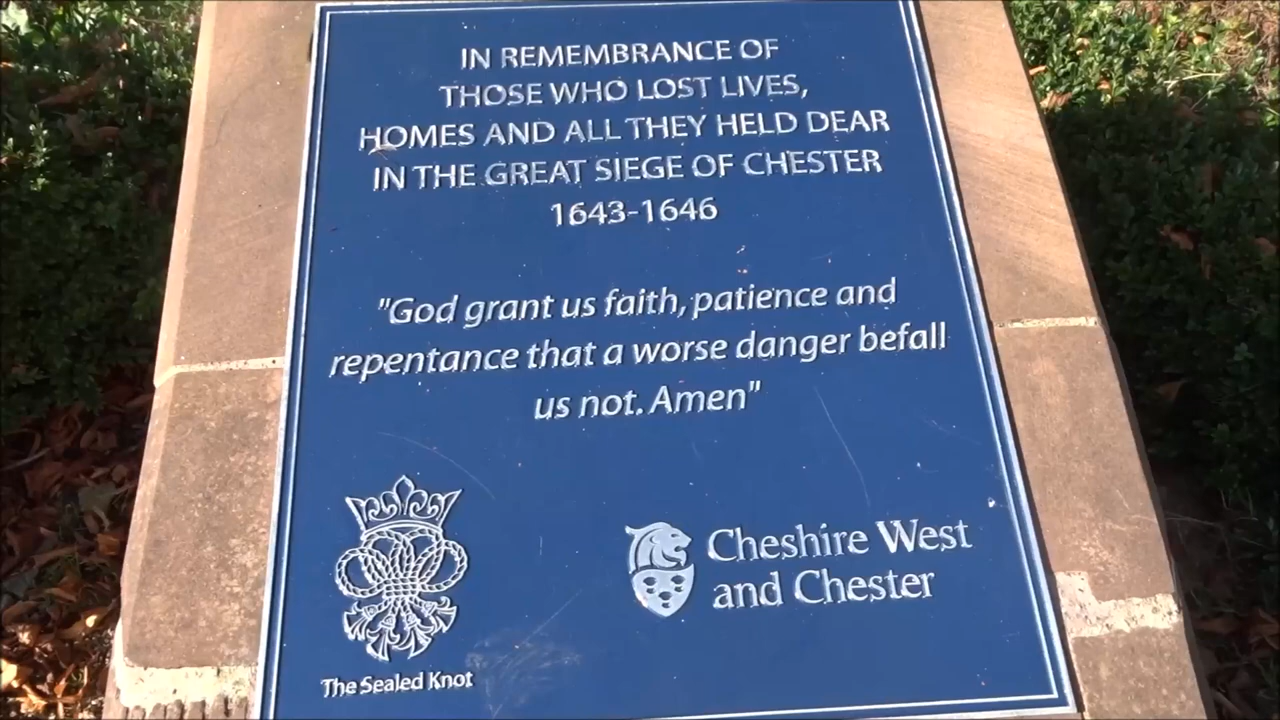 IN REMEMBRANCE OF
THOSE WHO LOST LIVES,
HOMES AND ALL THEY HELD DEAR
IN THE GREAT SIEGE OF CHESTER
1643-1646
"God grant us faith, patience and
repentance that a worse danger befall
us not. Amen"
The Sealed Knot
Cheshire West
and Chester